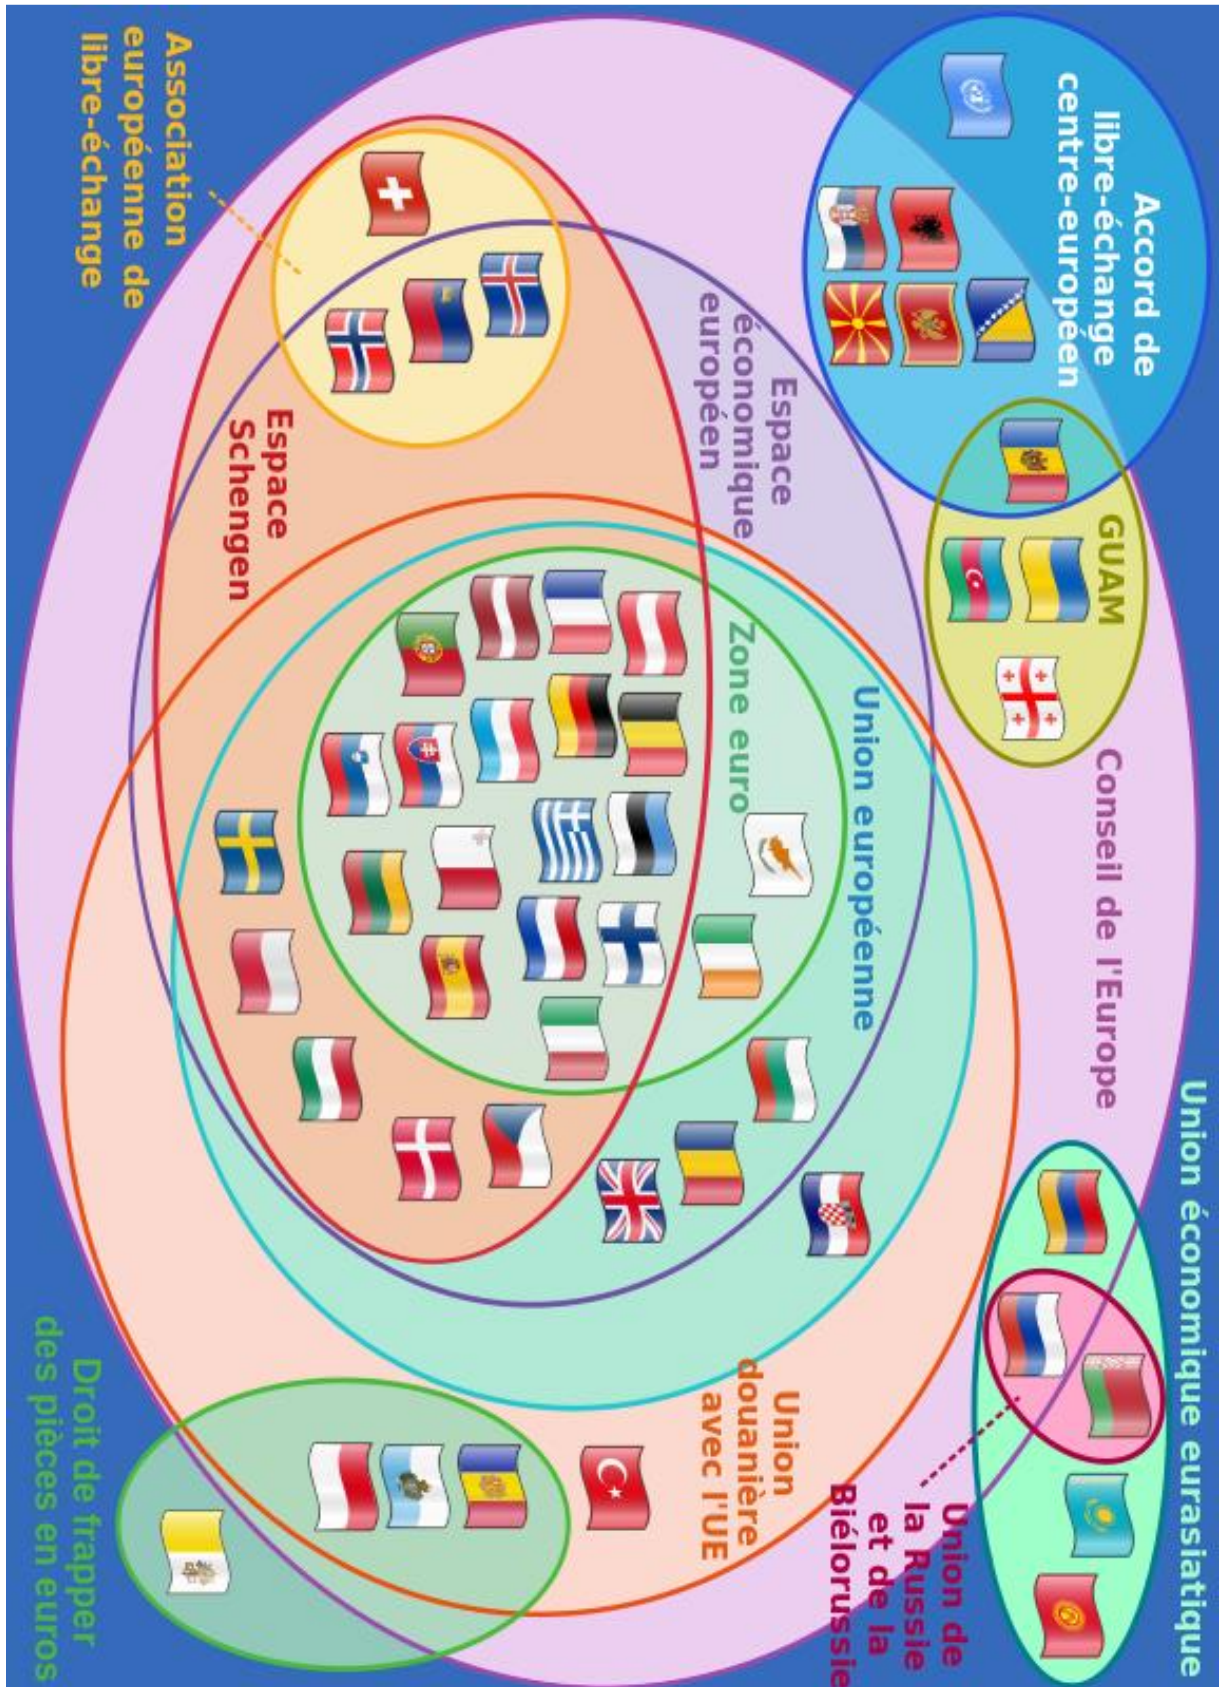 Association
européenne de
libre-échange
Accord de
libre-échange
centre-européen
Espace
économique
européen
Espace
Schengen
GUAM
Zone euro
Union européenne
Conseil de l'Europe
Union économique eurasiatique
Union
douanière
avec l'UE
Union de
la Russie
et de la
Biélorussie
Droit de frapper
des pièces en euros